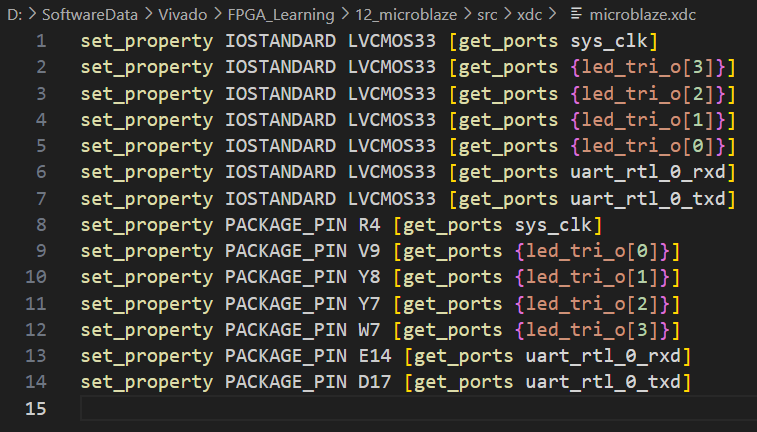 D: > SoftwareData > Vivado > FPGA_Learning > 12_microblaze > src > xdc > microblaze.xdc
1 set_property IOSTANDARD LVCMOS33 [get_ports sys_clk]
2 set_property IOSTANDARD LVCMOS33 [get_ports {led_tri_o[3]}]
3 set_property IOSTANDARD LVCMOS33 [get_ports {led_tri_o[2]}]
4 set_property IOSTANDARD LVCMOS33 [get_ports {led_tri_o[1]}]
5 set_property IOSTANDARD LVCMOS33 [get_ports {led_tri_o[0]}]
6 set_property IOSTANDARD LVCMOS33 [get_ports uart_rtl_0_rxd]
7 set_property IOSTANDARD LVCMOS33 [get_ports uart_rtl_0_txd]
8 set_property PACKAGE_PIN R4 [get_ports sys_clk]
9 set_property PACKAGE_PIN V9 [get_ports {led_tri_o[0]}]
10 set_property PACKAGE_PIN Y8 [get_ports {led_tri_o[1]}]
11 set_property PACKAGE_PIN Y7 [get_ports {led_tri_o[2]}]
12 set_property PACKAGE_PIN W7 [get_ports {led_tri_o[3]}]
13 set_property PACKAGE_PIN E14 [get_ports uart_rtl_0_rxd]
14 set_property PACKAGE_PIN D17 [get_ports uart_rtl_0_txd]
15